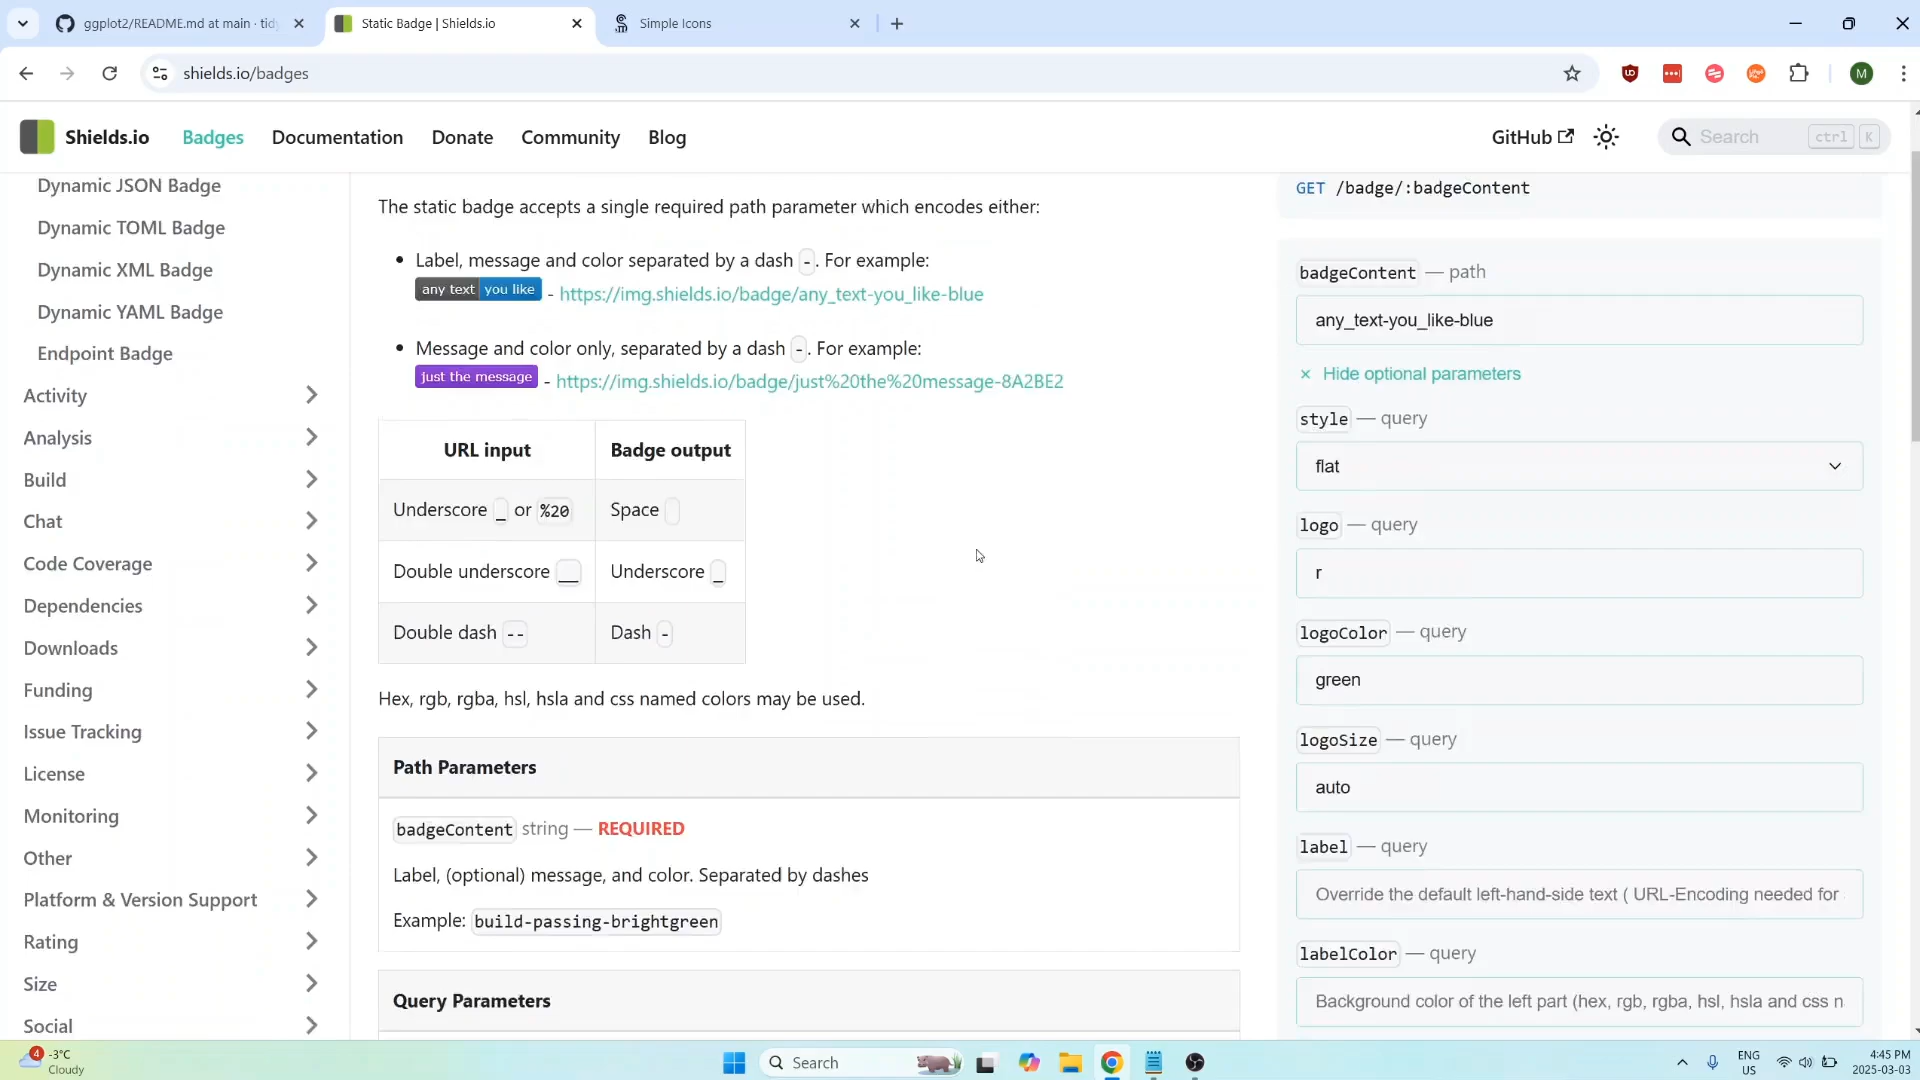 ggplot2/README.md at main · tidy
Static Badge | Shields.io
Simple Icons
shields.io/badges
M
Shields.io
Badges
Documentation
Donate
Community
Blog
GitHub
Search
ctrl
K
Dynamic JSON Badge
Dynamic TOML Badge
Dynamic XML Badge
Dynamic YAML Badge
Endpoint Badge
Activity
Analysis
Build
Chat
Code Coverage
Dependencies
Downloads
Funding
Issue Tracking
License
Monitoring
Other
Platform & Version Support
Rating
Size
Social
The static badge accepts a single required path parameter which encodes either:
• Label, message and color separated by a dash -. For example:
any text you like - https://img.shields.io/badge/any_text-you_like-blue
• Message and color only, separated by a dash -. For example:
just the message - https://img.shields.io/badge/just%20the%20message-8A2BE2
URL input Badge output
Underscore _ or %20 Space
Double underscore __ Underscore _
Double dash -- Dash -
Hex, rgb, rgba, hsl, hsla and css named colors may be used.
Path Parameters
badgeContent string — REQUIRED
Label, (optional) message, and color. Separated by dashes
Example: build-passing-brightgreen
Query Parameters
GET /badge/:badgeContent
badgeContent — path
any_text-you_like-blue
× Hide optional parameters
style — query
flat
logo — query
r
logoColor — query
green
logoSize — query
auto
label — query
Override the default left-hand-side text ( URL-Encoding needed for
labelColor — query
Background color of the left part (hex, rgb, rgba, hsl, hsla and css n
4
-3°C
Cloudy
Search
ENG
US
4:45 PM
2025-03-03